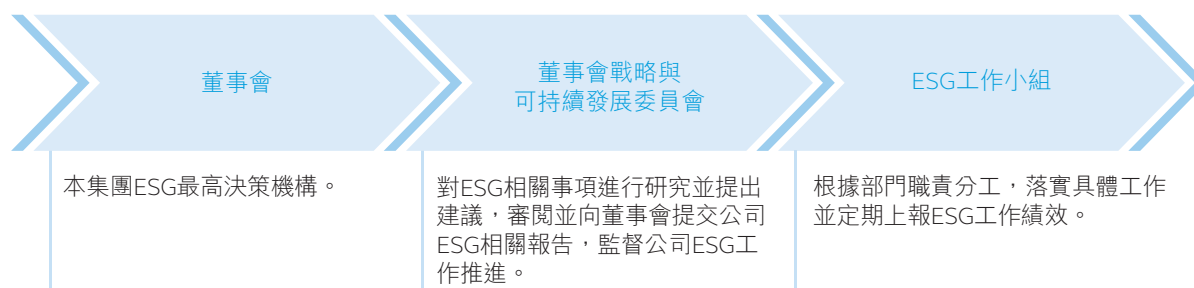 董事會
本集團ESG最高決策機構。
董事會戰略與
可持續發展委員會
對ESG相關事項進行研究並提出
建議，審閱並向董事會提交公司
ESG相關報告，監督公司ESG工
作推進。
ESG工作小組
根據部門職責分工，落實具體工作
並定期上報ESG工作績效。